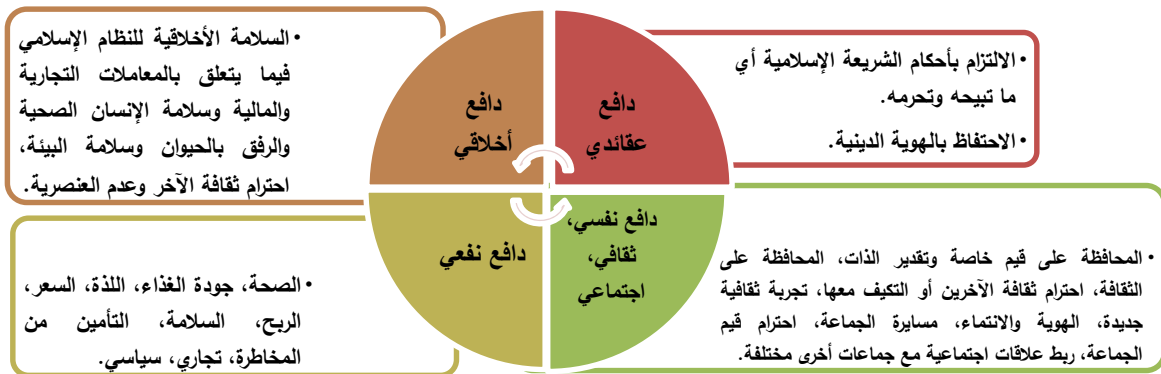 دافع
عقائدي
• الالتزام بأحكام الشريعة الإسلامية أي
ما تبيحه وتحرمه.
• الاحتفاظ بالهوية الدينية.
دافع
أخلاقي
• السلامة الأخلاقية للنظام الإسلامي
فيما يتعلق بالمعاملات التجارية
والمالية وسلامة الإنسان الصحية
والرفق بالحيوان وسلامة البيئة،
احترام ثقافة الآخر وعدم العنصرية.
دافع نفسي،
ثقافي،
اجتماعي
• المحافظة على قيم خاصة وتقدير الذات، المحافظة على
الثقافة، احترام ثقافة الآخرين أو التكيف معها، تجربة ثقافية
جديدة، الهوية والانتماء، مسايرة الجماعة، احترام قيم
الجماعة، ربط علاقات اجتماعية مع جماعات أخرى مختلفة.
دافع نفعي
• الصحة، جودة الغذاء، اللذة، السعر،
الربح، السلامة، التأمين من
المخاطرة، تجاري، سياسي.